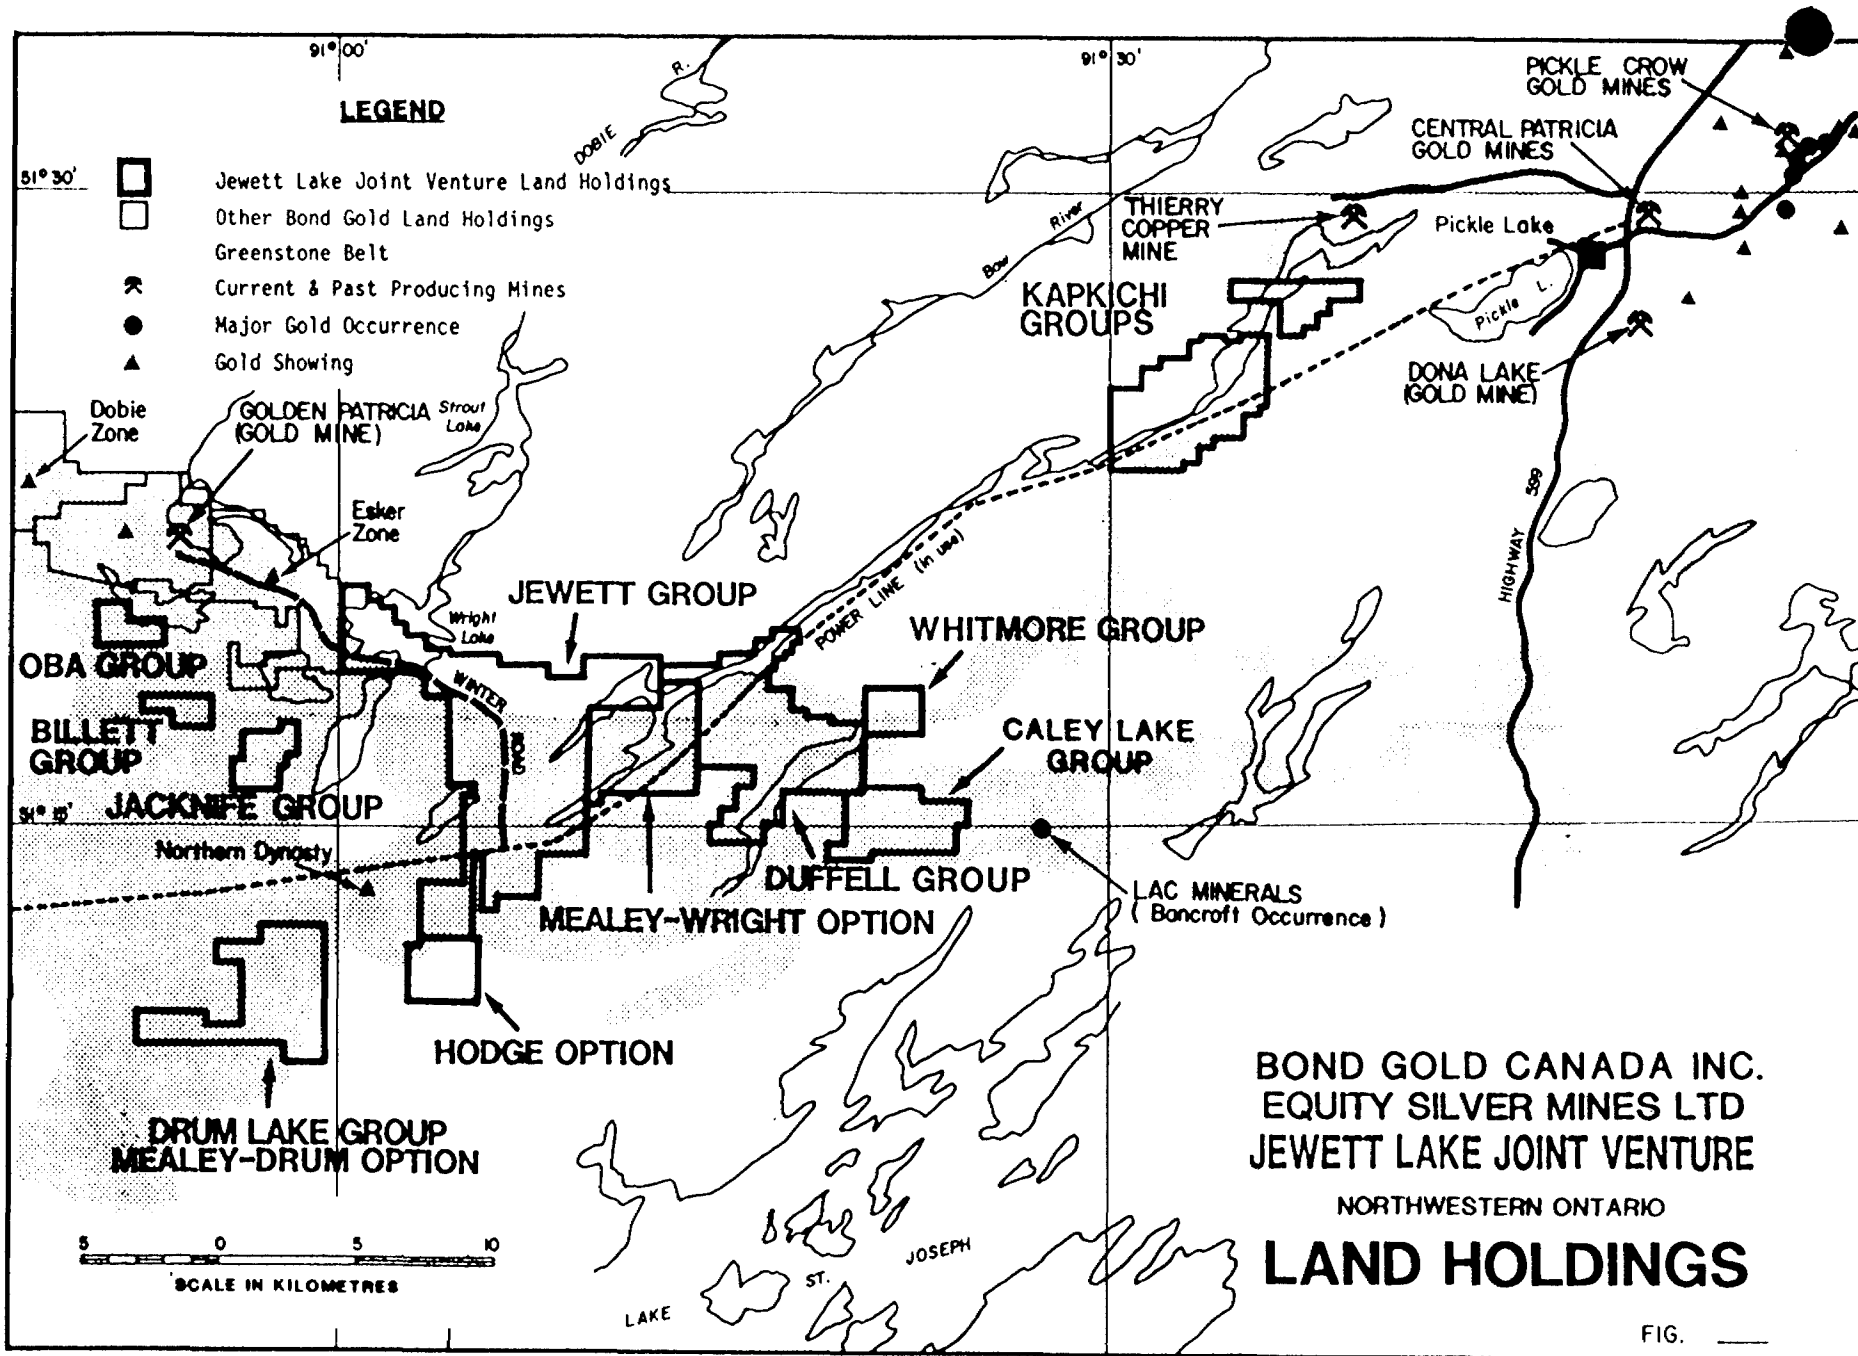 91° 00'
91° 30'
LEGEND
51° 30'
Jewett Lake Joint Venture Land Holdings
Other Bond Gold Land Holdings
Greenstone Belt
Current & Past Producing Mines
Major Gold Occurrence
Gold Showing
DOBIE R.
Bow River
PICKLE CROW
GOLD MINES
CENTRAL PATRICIA
GOLD MINES
THIERRY
COPPER
MINE
Pickle Lake
Pickle L.
KAPKICHI
GROUPS
DONA LAKE
(GOLD MINE)
Dobie
Zone
GOLDEN PATRICIA
(GOLD MINE)
Strout
Lake
Esker
Zone
HIGHWAY 599
POWER LINE (in use)
JEWETT GROUP
Wright
Lake
WHITMORE GROUP
OBA GROUP
WINTER ROAD
BILLETT
GROUP
CALEY LAKE
GROUP
JACKNIFE GROUP
51° 15'
Northern Dynasty
DUFFELL GROUP
LAC MINERALS
( Bancroft Occurrence )
MEALEY-WRIGHT OPTION
HODGE OPTION
DRUM LAKE GROUP
MEALEY-DRUM OPTION
5 0 5 10
SCALE IN KILOMETRES
LAKE ST. JOSEPH
BOND GOLD CANADA INC.
EQUITY SILVER MINES LTD
JEWETT LAKE JOINT VENTURE
NORTHWESTERN ONTARIO
LAND HOLDINGS
FIG. ___